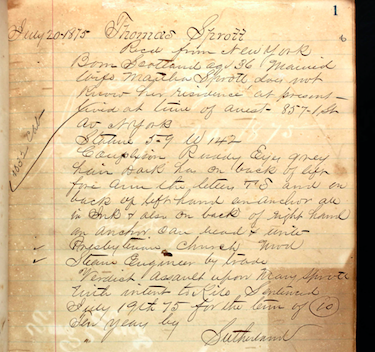 1
July 20-1875 Thomas Sprott
Recd from New York
Born Scotland Age 36 Married
Wife Martha Sprott does not
Know her residence at present
lived at time of arrest - 857-1st
av N York
Stature 5-9 W 142
Complexion Ruddy Eyes grey
hair Dark has on back of left
fore arm the letters T.S and on
back of left hand an anchor all
in Ink & also on back of right hand
an anchor Can read & write
Presbyterian Church
Steam Engineer by trade
Verdict Assault upon Mary Sprott
With intent to Kill Sentenced
July 19th 75 for the term of (10)
Ten Years by
Sutherland